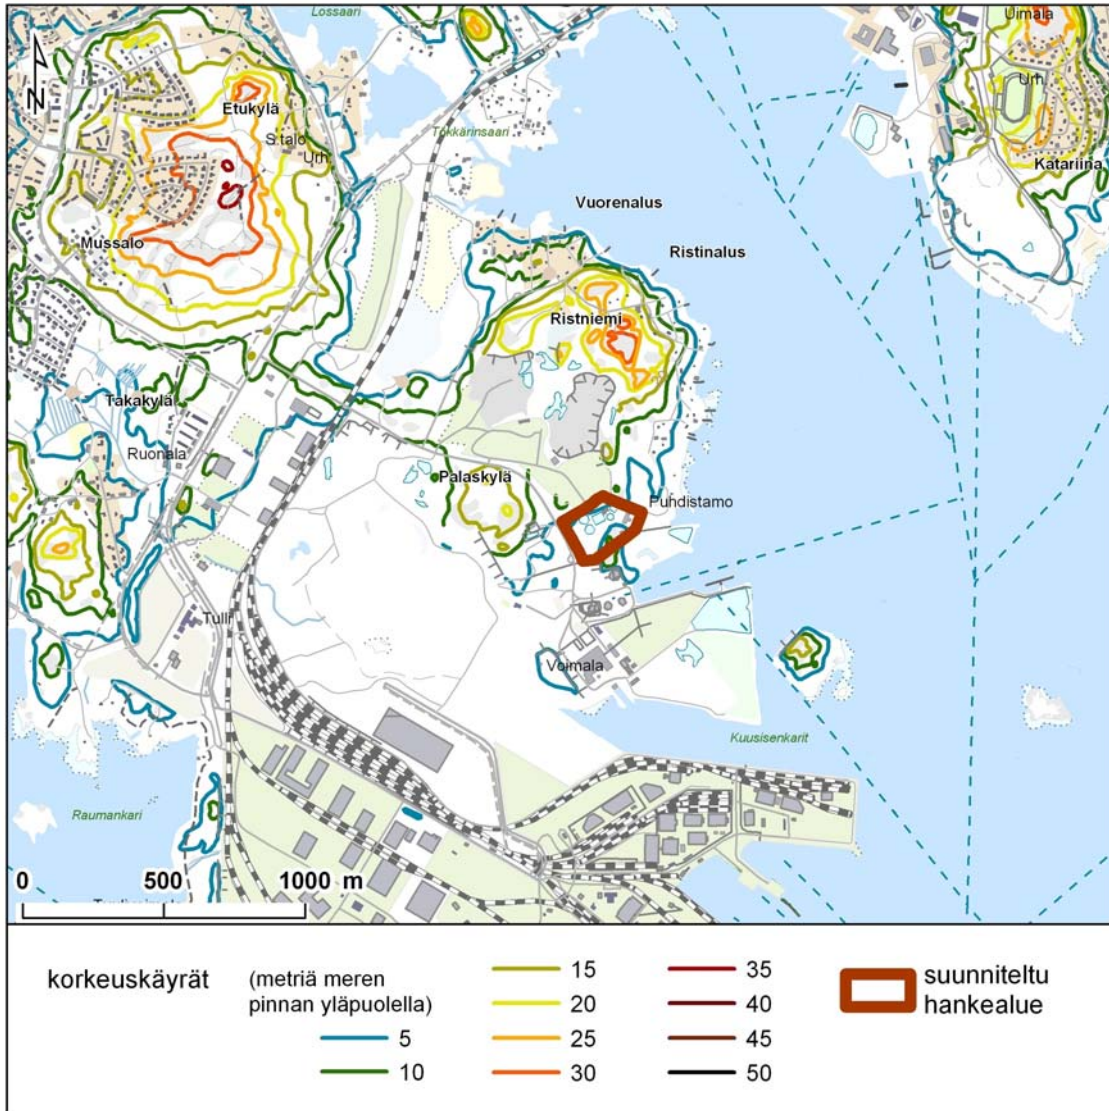 Lossaari
Uimala
N
Etukylä
Urh.
S.talo
Urh.
Tökkärinsaari
Katariina
Vuorenalus
Mussalo
Ristinalus
Ristniemi
Takakylä
Ruonala
Palaskylä
Puhdistamo
Tulli
Voimala
Kuusisenkarit
Raumankari
0 500 1000 m
korkeuskäyrät
(metriä meren
pinnan yläpuolella)
5
10
15
20
25
30
35
40
45
50
suunniteltu
hankealue